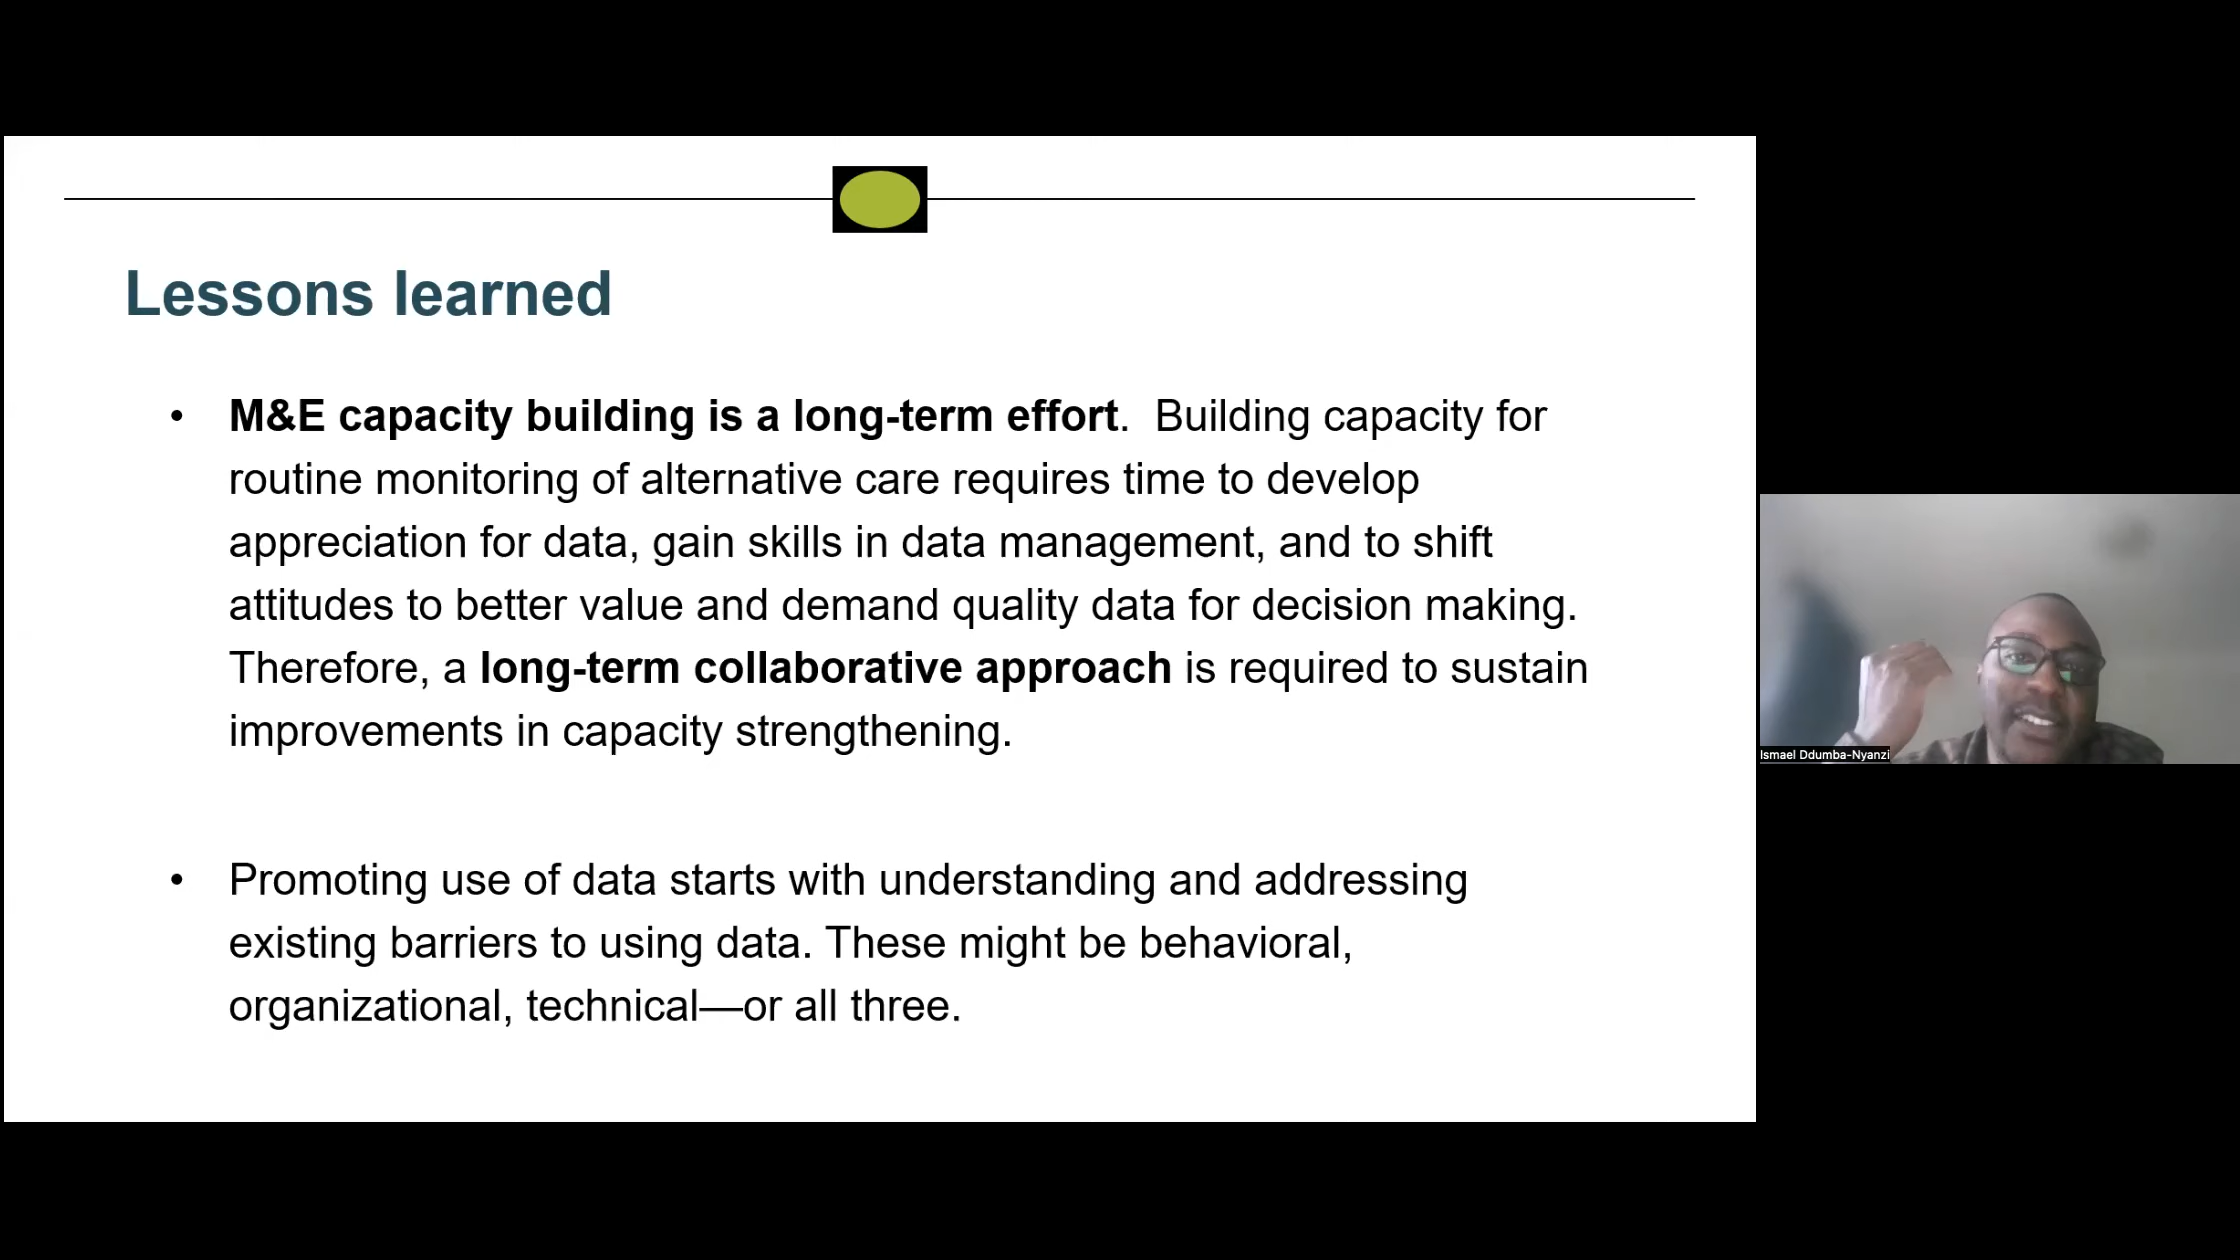 Lessons learned
• M&E capacity building is a long-term effort.  Building capacity for
routine monitoring of alternative care requires time to develop
appreciation for data, gain skills in data management, and to shift
attitudes to better value and demand quality data for decision making.
Therefore, a long-term collaborative approach is required to sustain
improvements in capacity strengthening.
• Promoting use of data starts with understanding and addressing
existing barriers to using data. These might be behavioral,
organizational, technical—or all three.
Ismael Ddumba-Nyanzi